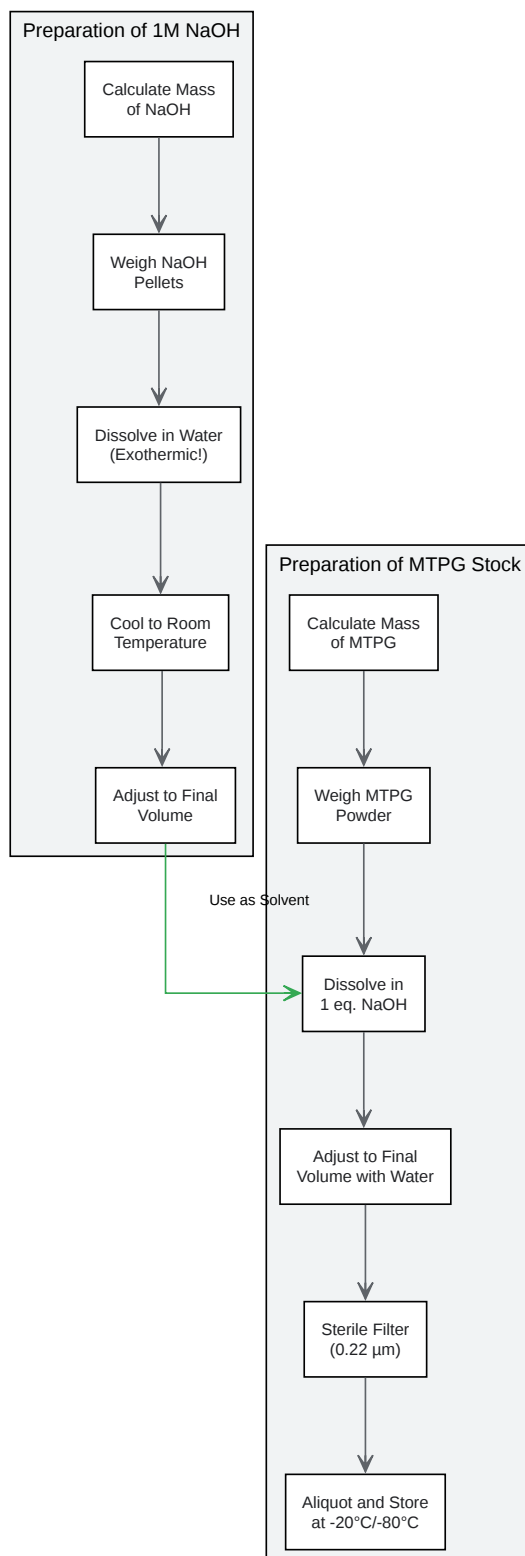 Preparation of 1M NaOH
Calculate Mass
of NaOH
Weigh NaOH
Pellets
Dissolve in Water
(Exothermic!)
Cool to Room
Temperature
Adjust to Final
Volume
Use as Solvent
Preparation of MTPG Stock
Calculate Mass
of MTPG
Weigh MTPG
Powder
Dissolve in
1 eq. NaOH
Adjust to Final
Volume with Water
Sterile Filter
(0.22 µm)
Aliquot and Store
at -20°C/-80°C